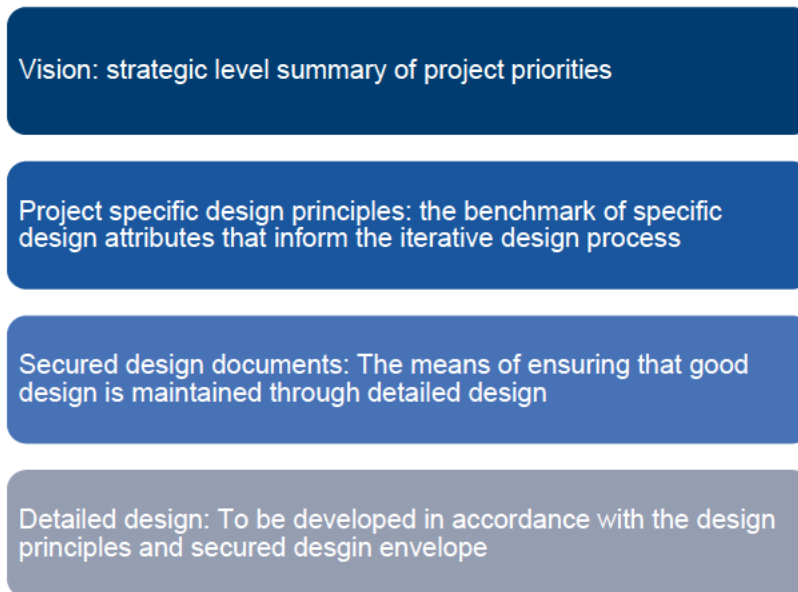 Vision: strategic level summary of project priorities
Project specific design principles: the benchmark of specific
design attributes that inform the iterative design process
Secured design documents: The means of ensuring that good
design is maintained through detailed design
Detailed design: To be developed in accordance with the design
principles and secured desgin envelope